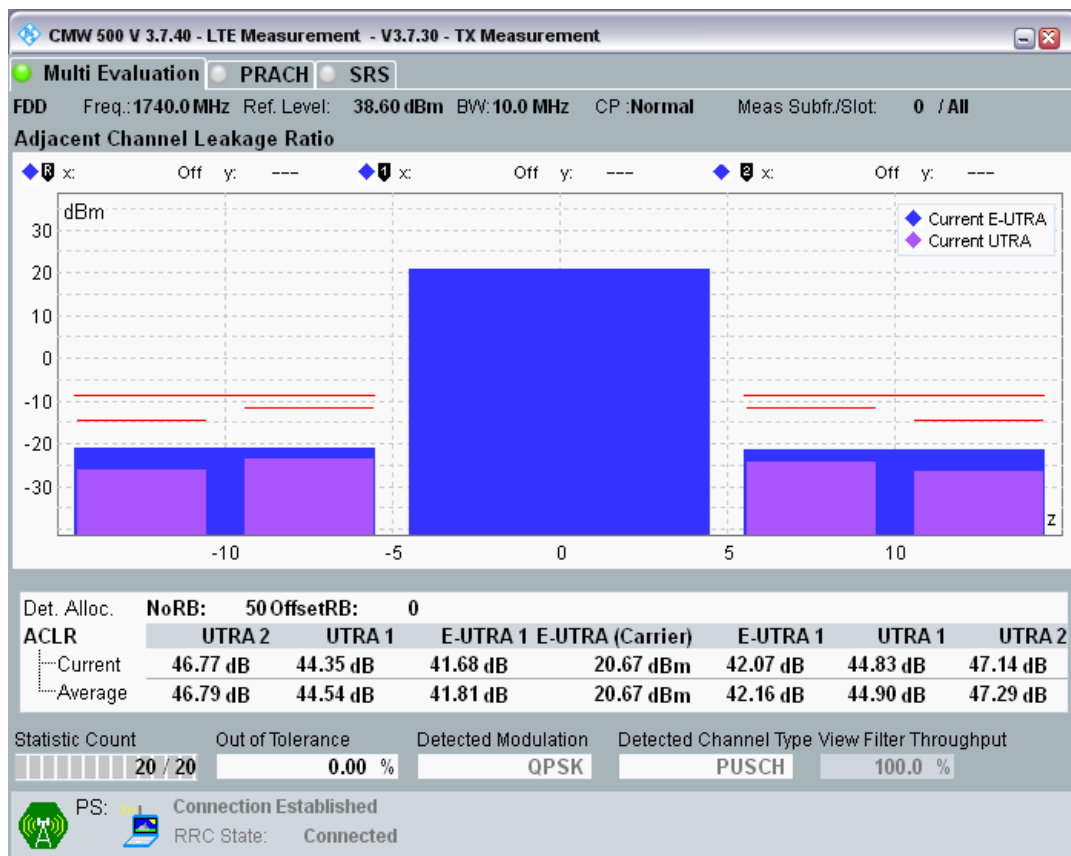 CMW 500 V 3.7.40 - LTE Measurement - V3.7.30 - TX Measurement
Multi Evaluation PRACH SRS
FDD Freq.:1740.0 MHz Ref. Level: 38.60 dBm BW:10.0 MHz CP :Normal Meas Subfr./Slot: 0 / All
Adjacent Channel Leakage Ratio
R x: Off y: --- 1 x: Off y: --- 2 x: Off y: ---
dBm
Current E-UTRA
Current UTRA
30
20
10
0
-10
-20
-30
z
-10 -5 0 5 10
Det. Alloc. NoRB: 50 OffsetRB: 0
ACLR UTRA 2 UTRA 1 E-UTRA 1 E-UTRA (Carrier) E-UTRA 1 UTRA 1 UTRA 2
Current 46.77 dB 44.35 dB 41.68 dB 20.67 dBm 42.07 dB 44.83 dB 47.14 dB
Average 46.79 dB 44.54 dB 41.81 dB 20.67 dBm 42.16 dB 44.90 dB 47.29 dB
Statistic Count Out of Tolerance Detected Modulation Detected Channel Type View Filter Throughput
20 / 20 0.00 % QPSK PUSCH 100.0 %
PS: Connection Established
RRC State: Connected